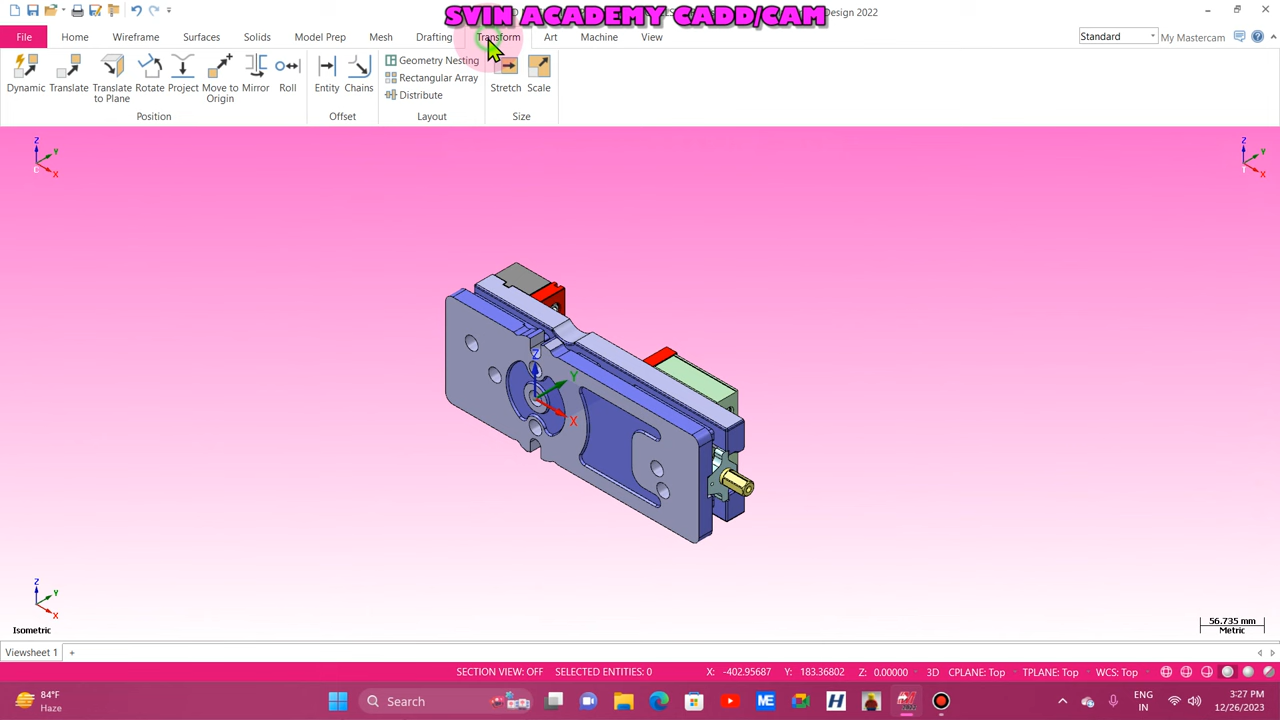 SVIN ACADEMY CADD/CAM
Design 2022
File Home Wireframe Surfaces Solids Model Prep Mesh Drafting Transform Art Machine View
Standard My Mastercam
Dynamic Translate Translate to Plane Rotate Project Move to Origin Mirror Roll
Entity Chains
Geometry Nesting
Rectangular Array
Distribute
Stretch Scale
Position Offset Layout Size
Z Y X
Z Y X
Z Y X
Z Y X
Isometric
56.735 mm
Metric
Viewsheet 1 +
SECTION VIEW: OFF SELECTED ENTITIES: 0 X: -402.95687 Y: 183.36802 Z: 0.00000 3D CPLANE: Top TPLANE: Top WCS: Top
84°F
Haze
Search
ME
H
ENG
IN
3:27 PM
12/26/2023